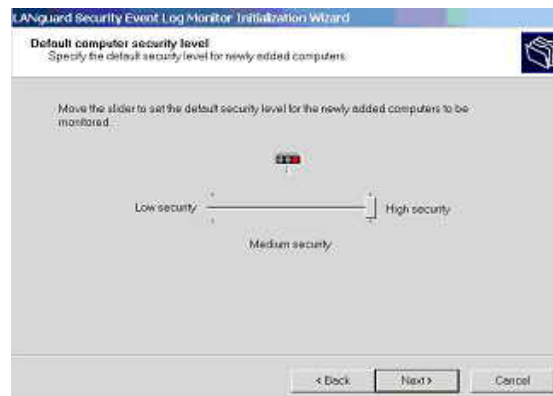 LANguard Security Event Log Monitor Initialization Wizard
Default computer security level
Specify the default security level for newly added computers.
Move the slider to set the default security level for the newly added computers to be
monitored.
Low security
High security
Medium security
< Back
Next >
Cancel